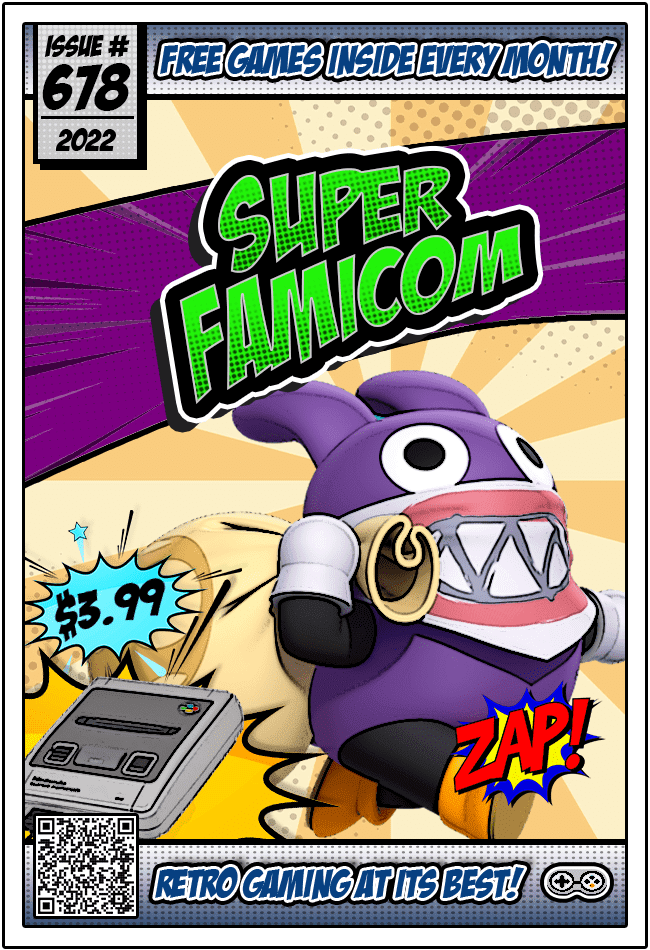 ISSUE #
678
2022
FREE GAMES INSIDE EVERY MONTH!
SUPER
FAMICOM
$3.99
ZAP!
RETRO GAMING AT ITS BEST!